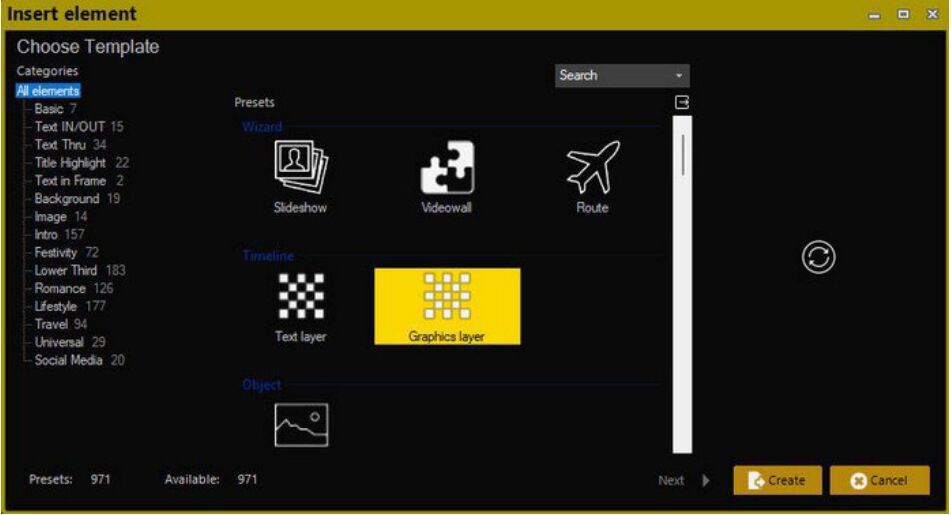 Insert element
Choose Template
Categories
All elements
Basic 7
Text IN/OUT 15
Text Thru 34
Title Highlight 22
Text in Frame 2
Background 19
Image 14
Intro 157
Festivity 72
Lower Third 183
Romance 126
Lifestyle 177
Travel 94
Universal 29
Social Media 20
Search
Presets
Wizard
Slideshow
Videowall
Route
Timeline
Text layer
Graphics layer
Object
Presets: 971
Available: 971
Next
Create
Cancel